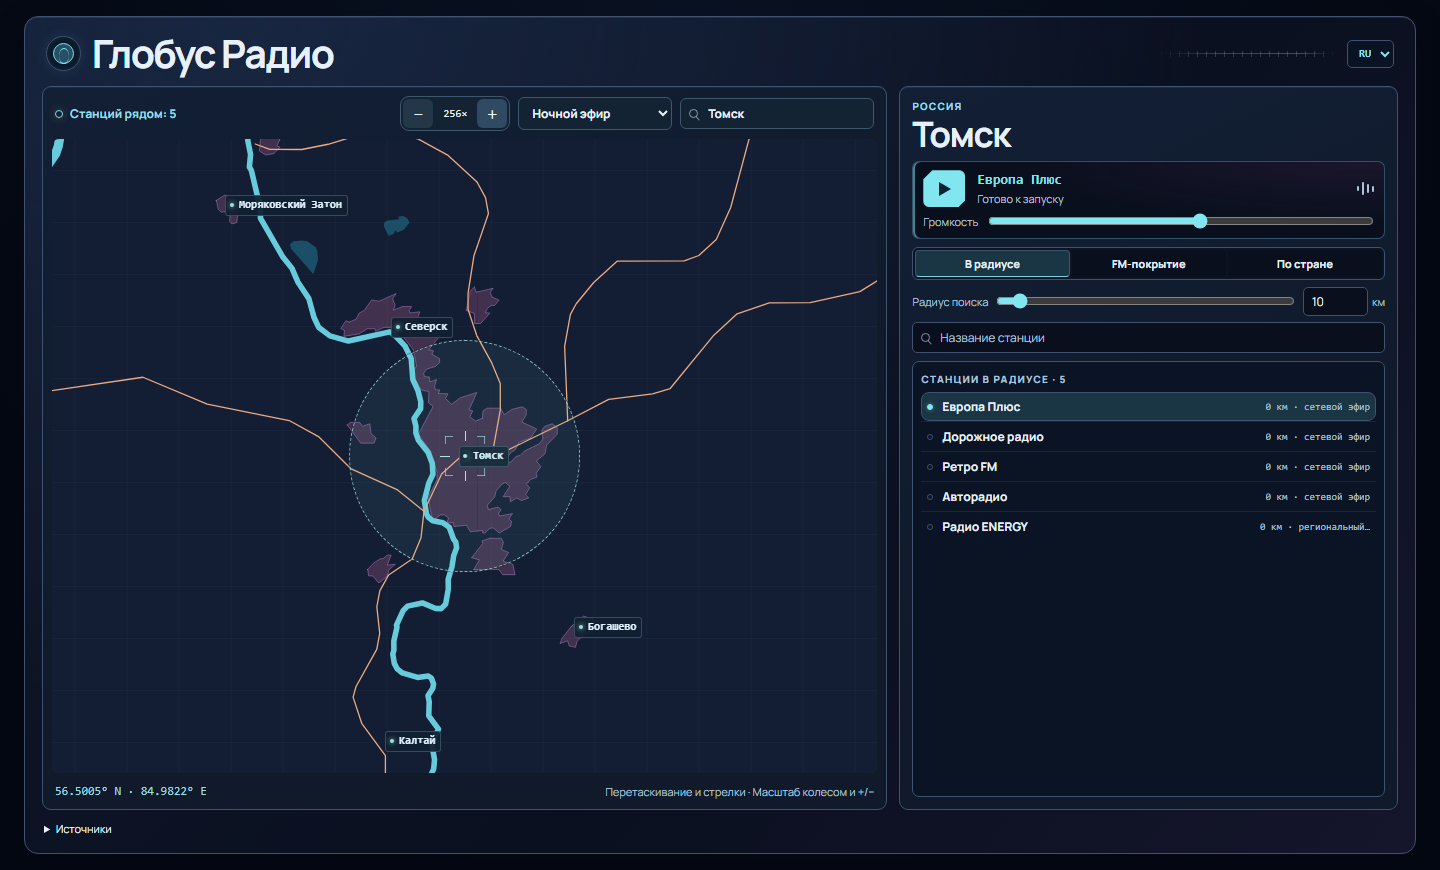 Глобус Радио
RU
Станций рядом: 5
− 256× +
Ночной эфир
Томск
Моряковский Затон
Северск
Томск
Богашево
Калтай
56.5005° N · 84.9822° E
Перетаскивание и стрелки · Масштаб колесом и +/−
РОССИЯ
Томск
Европа Плюс
Готово к запуску
Громкость
В радиусе
FM-покрытие
По стране
Радиус поиска
10 км
Название станции
СТАНЦИИ В РАДИУСЕ · 5
Европа Плюс 0 км · сетевой эфир
Дорожное радио 0 км · сетевой эфир
Ретро FM 0 км · сетевой эфир
Авторадио 0 км · сетевой эфир
Радио ENERGY 0 км · региональный…
Источники